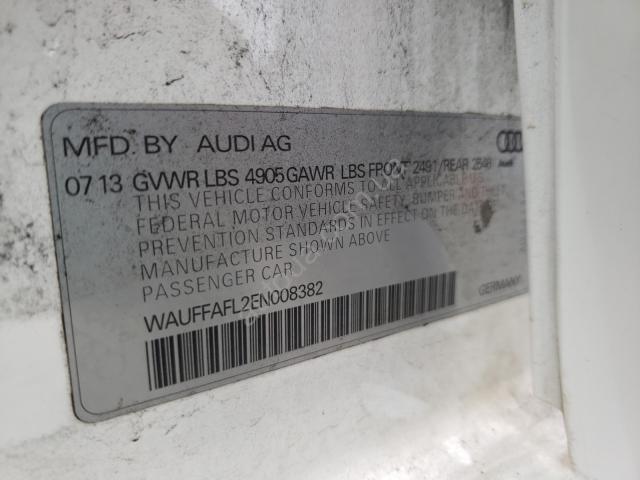 MFD. BY AUDI AG
07 13 GVWR LBS 4905 GAWR LBS FRONT 2491/REAR 2546
THIS VEHICLE CONFORMS TO ALL APPLICABLE
FEDERAL MOTOR VEHICLE SAFETY, BUMPER AND THEFT
PREVENTION STANDARDS IN EFFECT ON THE DATE OF
MANUFACTURE SHOWN ABOVE
PASSENGER CAR
WAUFFAFL2EN008382
Audi
GERMANY